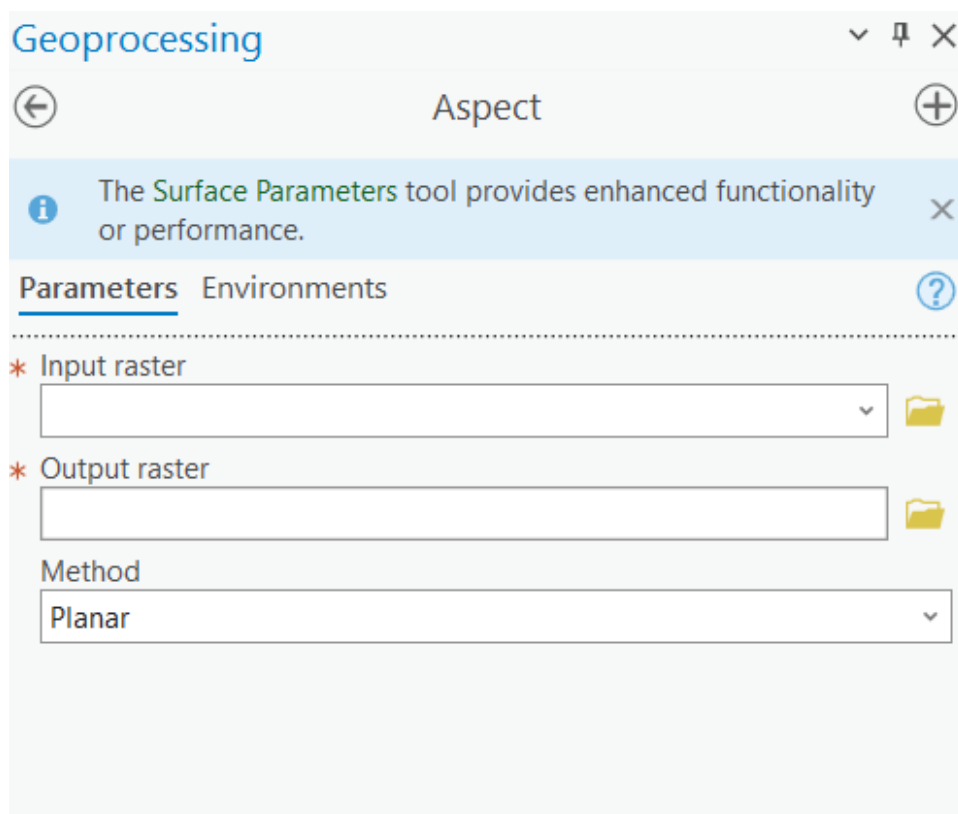 Geoprocessing
Aspect
The Surface Parameters tool provides enhanced functionality
or performance.
Parameters Environments
* Input raster
* Output raster
Method
Planar